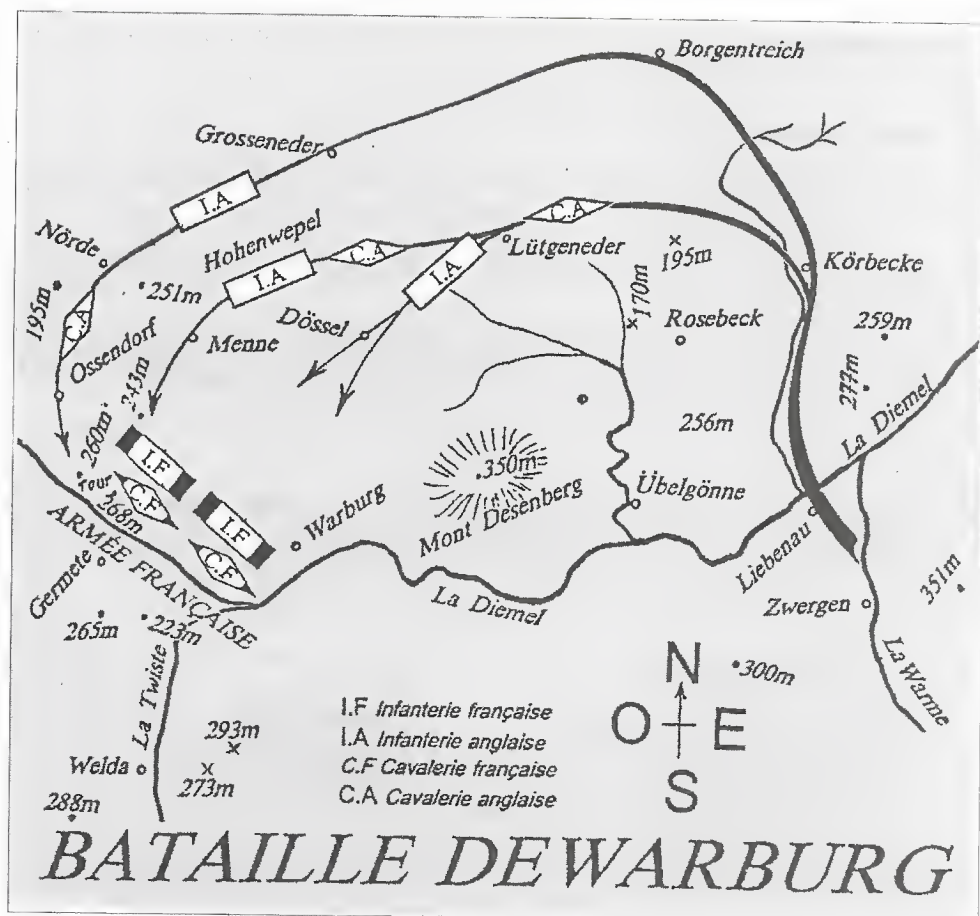 Borgentreich
Grosseneder
I.A
C.A
Nörde
Hohenwepel
C.A
I.A
Lütgeneder
195m
Körbecke
195m
251m
C.A
I.A
170m
Dössel
Menne
Rosebeck
259m
Ossendorf
243m
277m
La Diemel
260m
256m
I.F
350m
Tour
C.F
268m
I.F
Warburg
Mont Desenberg
Übelgönne
ARMÉE FRANÇAISE
C.F
Germete
La Diemel
Liebenau
351m
Zwergen
265m
223m
La Twiste
N
300m
La Warme
I.F Infanterie française
O E
I.A Infanterie anglaise
293m
C.F Cavalerie française
Welda
273m
C.A Cavalerie anglaise
S
288m
BATAILLE DEWARBURG